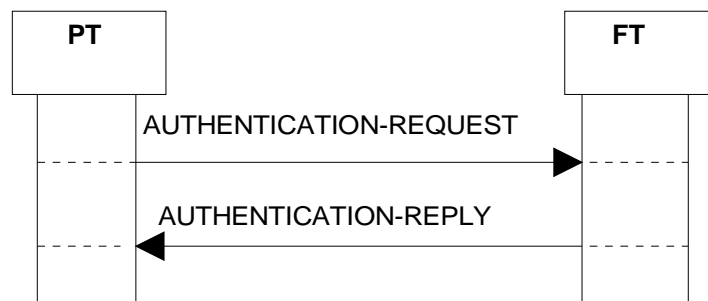 PT
FT
AUTHENTICATION-REQUEST
AUTHENTICATION-REPLY